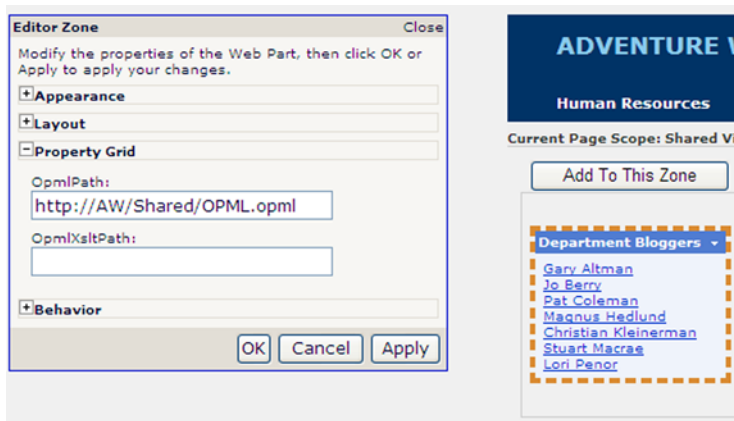 Editor Zone Close
Modify the properties of the Web Part, then click OK or
Apply to apply your changes.
Appearance
Layout
Property Grid
OpmlPath:
http://AW/Shared/OPML.opml
OpmlXsltPath:
Behavior
OK Cancel Apply
ADVENTURE
Human Resources
Current Page Scope: Shared
Add To This Zone
Department Bloggers
Gary Altman
Jo Berry
Pat Coleman
Magnus Hedlund
Christian Kleinerman
Stuart Macrae
Lori Penor